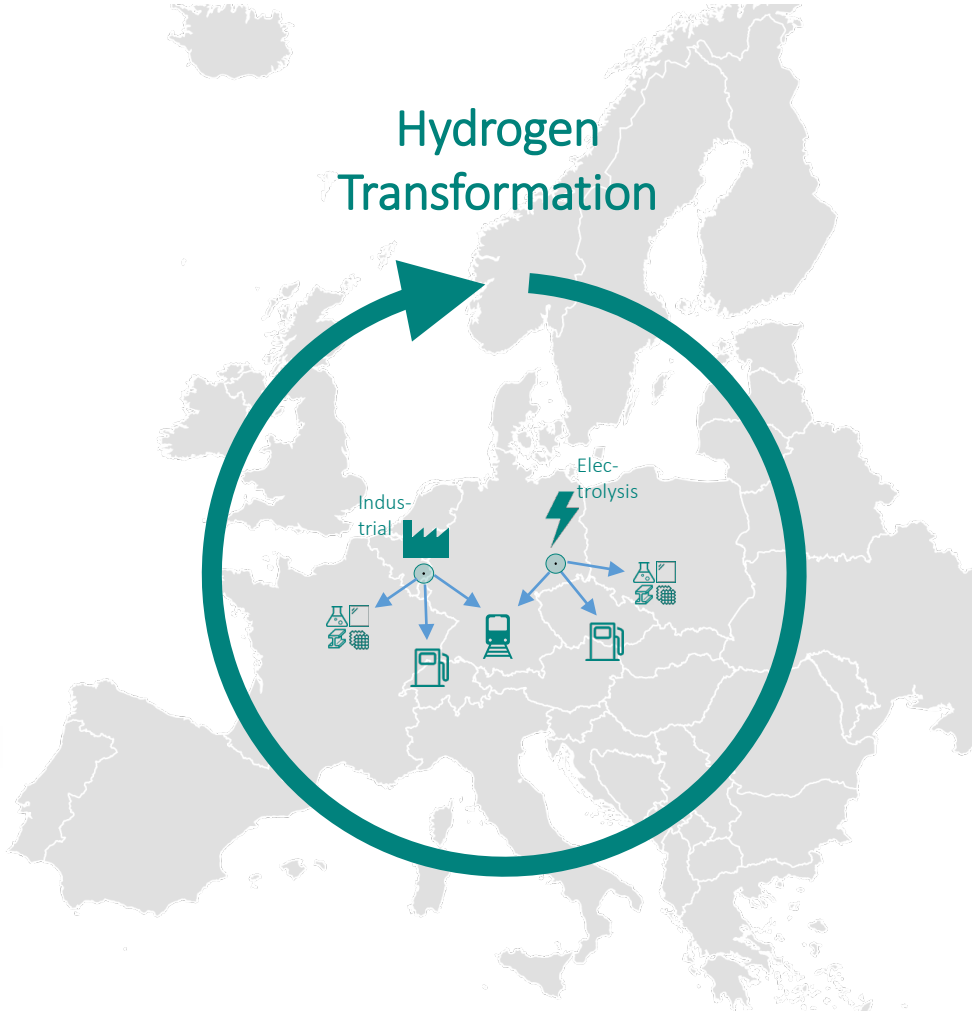 Hydrogen
Transformation
Elec-
trolysis
Indus-
trial